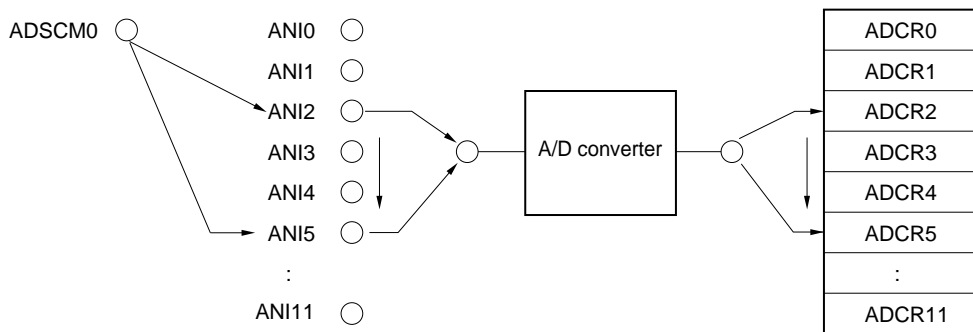 ADSCM0 ANI0 ADCR0
ANI1 ADCR1
ANI2 ADCR2
ANI3 A/D converter ADCR3
ANI4 ADCR4
ANI5 ADCR5
: :
ANI11 ADCR11